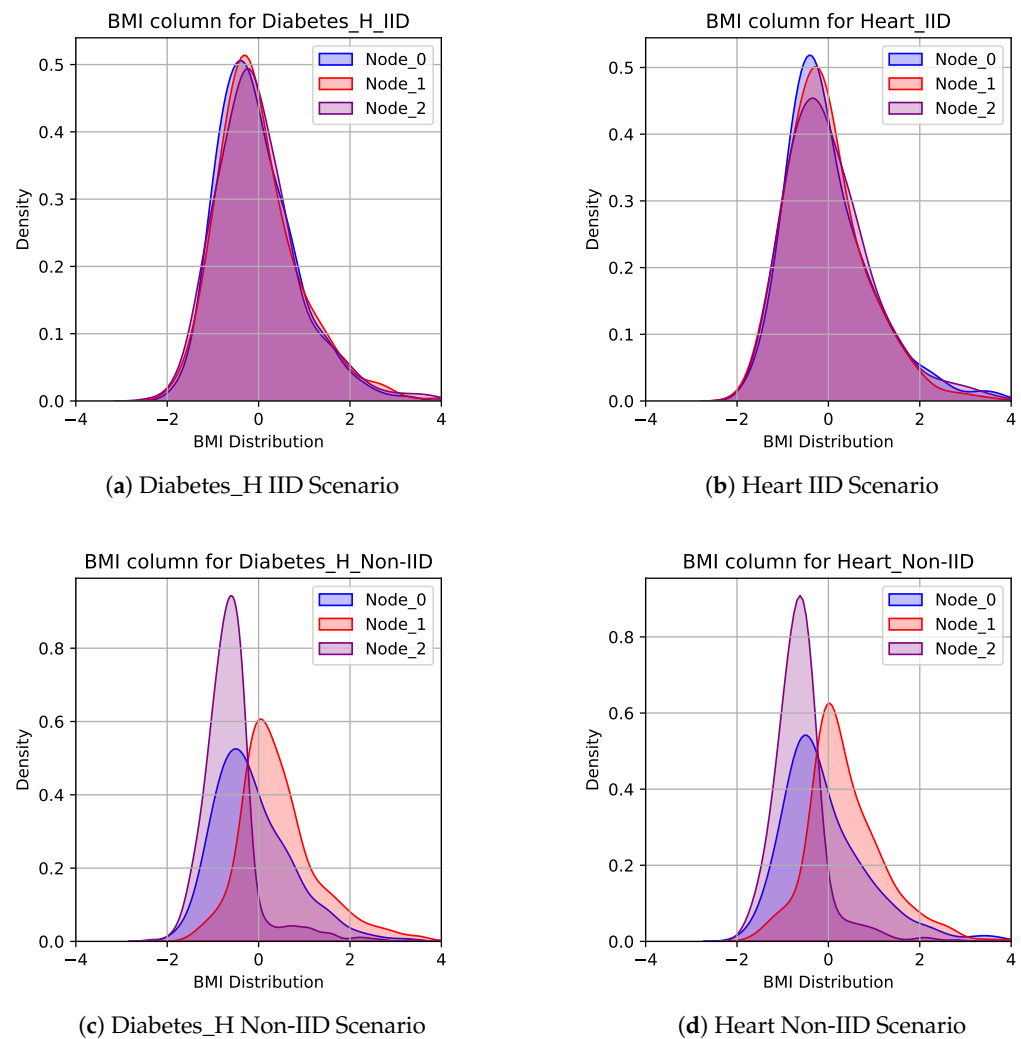 BMI column for Diabetes_H_IID
Node_0
Node_1
Node_2
Density
0.5
0.4
0.3
0.2
0.1
0.0
−4 −2 0 2 4
BMI Distribution
(a) Diabetes_H IID Scenario
BMI column for Heart_IID
Node_0
Node_1
Node_2
Density
0.5
0.4
0.3
0.2
0.1
0.0
−4 −2 0 2 4
BMI Distribution
(b) Heart IID Scenario
BMI column for Diabetes_H_Non-IID
Node_0
Node_1
Node_2
Density
0.8
0.6
0.4
0.2
0.0
−4 −2 0 2 4
BMI Distribution
(c) Diabetes_H Non-IID Scenario
BMI column for Heart_Non-IID
Node_0
Node_1
Node_2
Density
0.8
0.6
0.4
0.2
0.0
−4 −2 0 2 4
BMI Distribution
(d) Heart Non-IID Scenario